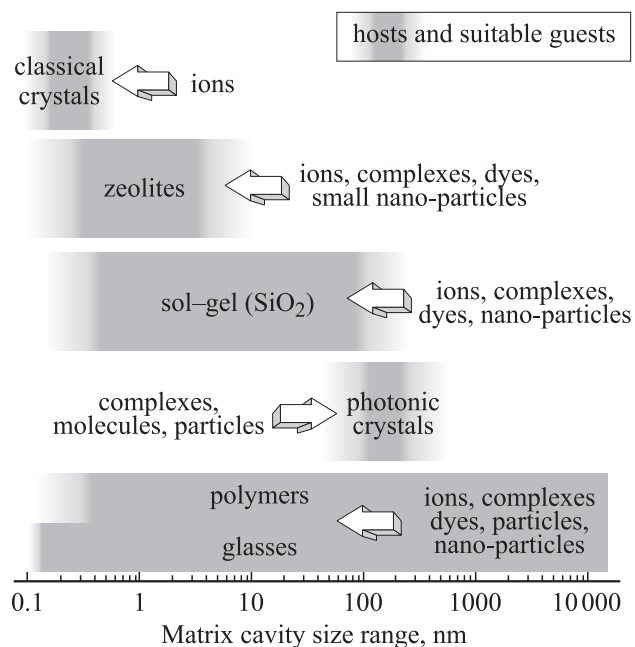 hosts and suitable guests
classical
crystals
ions
zeolites
ions, complexes, dyes,
small nano-particles
sol–gel (SiO₂)
ions, complexes,
dyes, nano-particles
complexes,
molecules, particles
photonic
crystals
polymers
glasses
ions, complexes
dyes, particles,
nano-particles
0.1 1 10 100 1000 10 000
Matrix cavity size range, nm